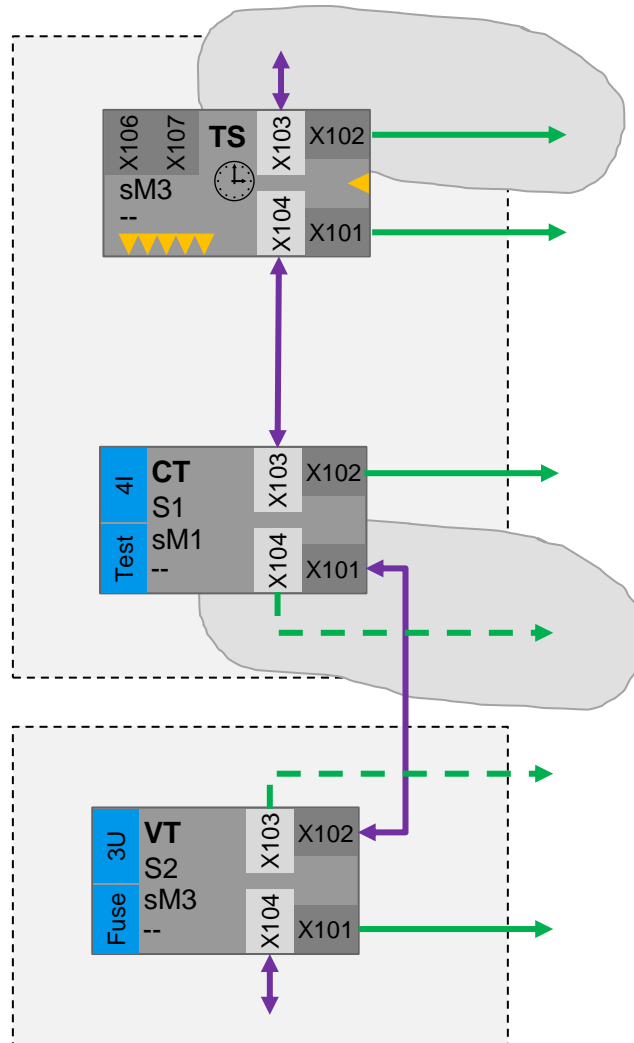 X106
X107
TS
X103
X102
sM3
--
X104
X101
4I
CT
X103
X102
S1
Test
sM1
X104
X101
--
3U
VT
X103
X102
S2
Fuse
sM3
X104
X101
--